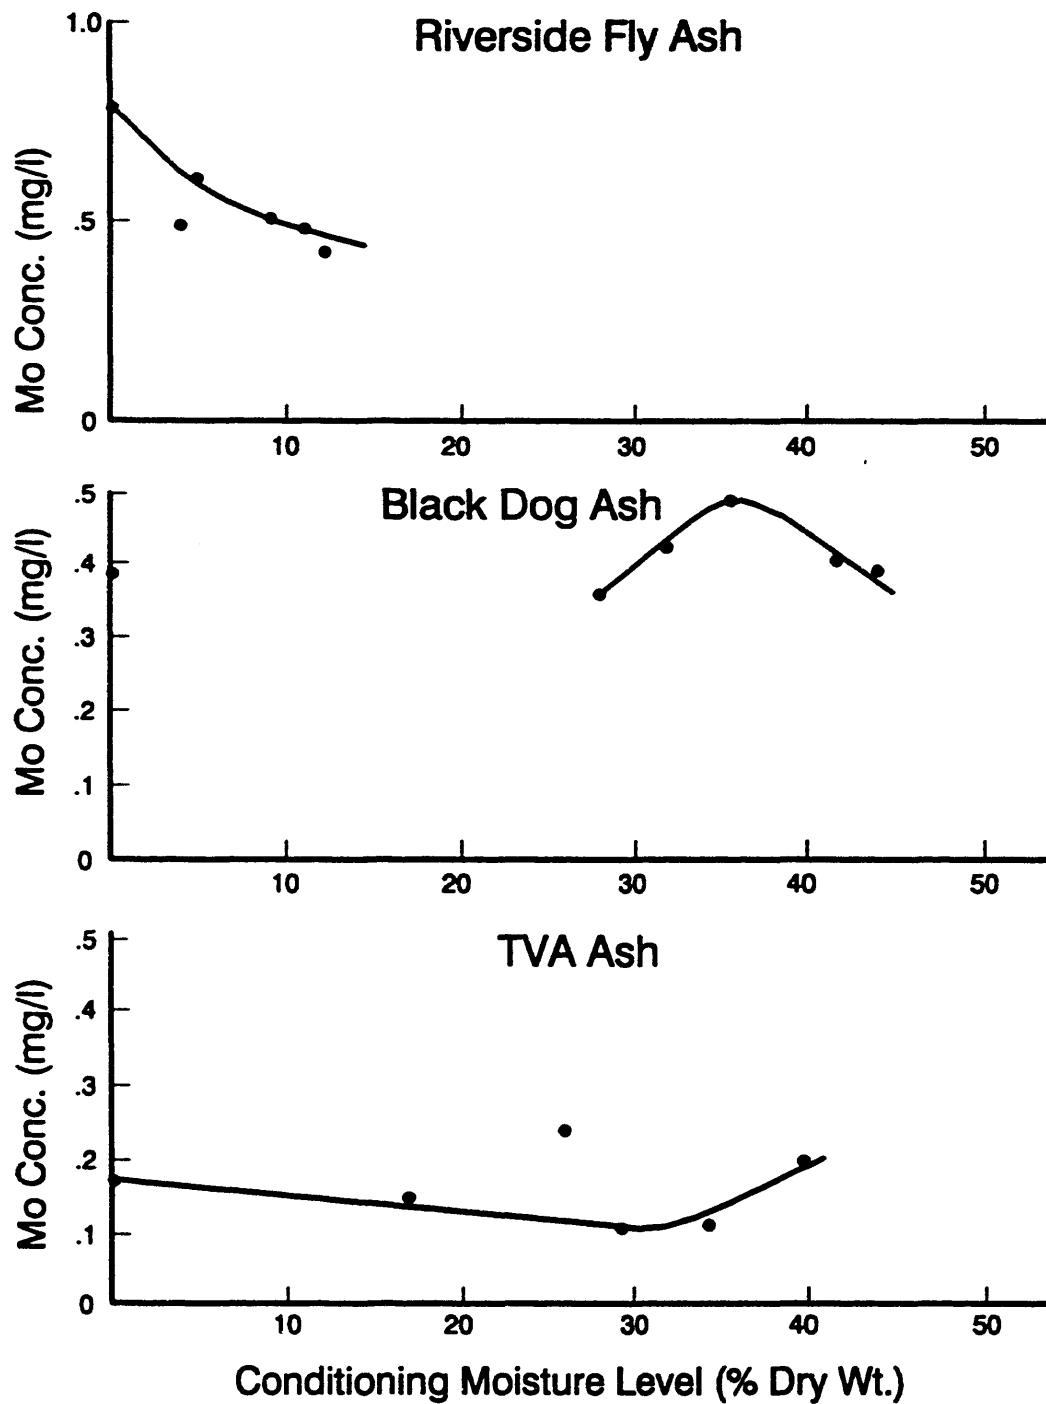 Riverside Fly Ash
Mo Conc. (mg/l)
1.0
.5
0
10 20 30 40 50
Black Dog Ash
Mo Conc. (mg/l)
.5
.4
.3
.2
.1
0
10 20 30 40 50
TVA Ash
Mo Conc. (mg/l)
.5
.4
.3
.2
.1
0
10 20 30 40 50
Conditioning Moisture Level (% Dry Wt.)